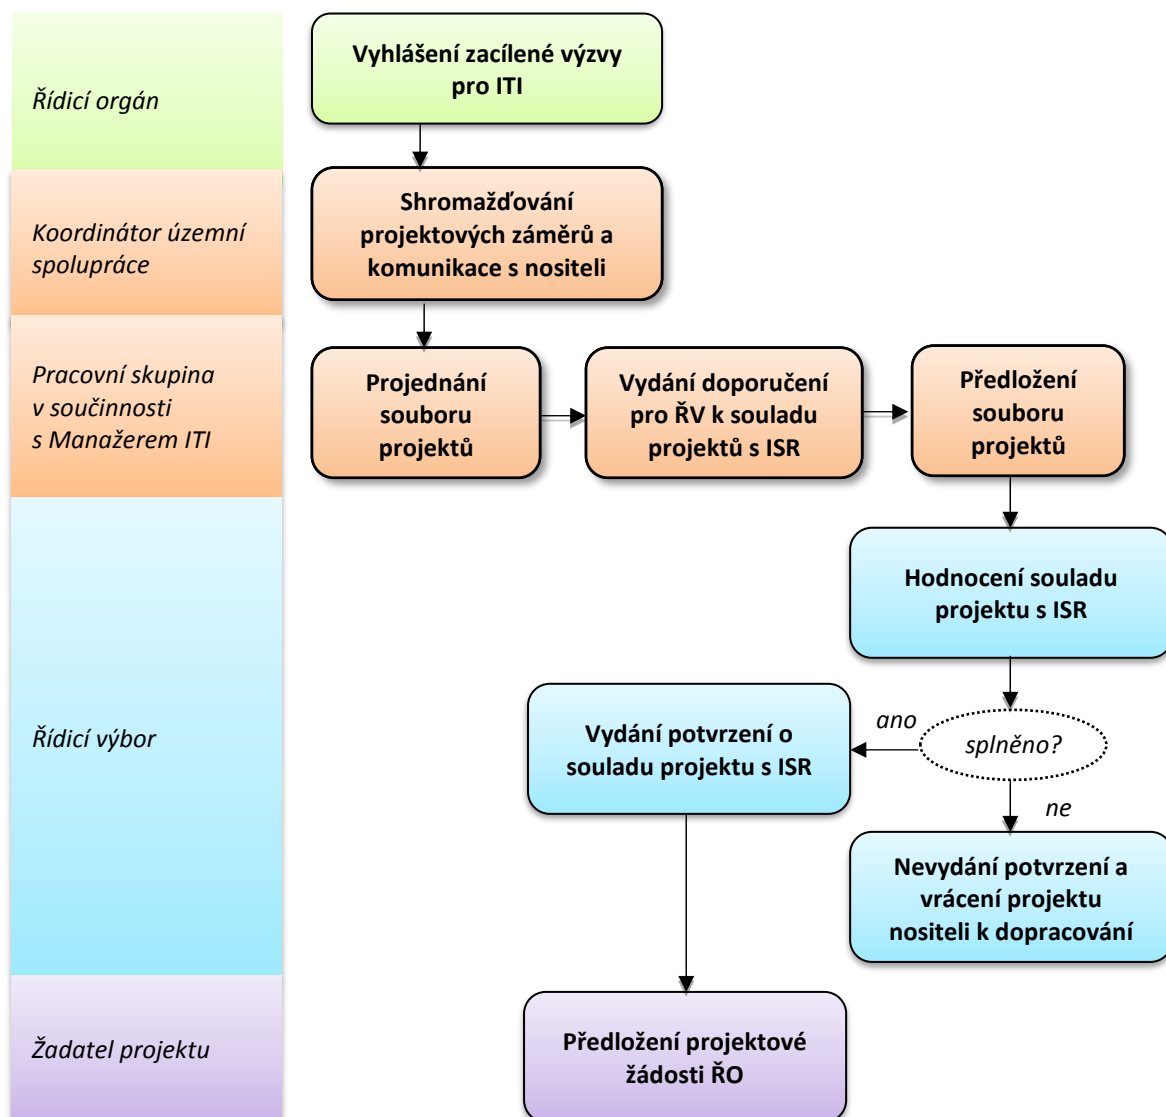 Řídicí orgán
Vyhlášení zacílené výzvy
pro ITI
Koordinátor územní
spolupráce
Shromažďování
projektových záměrů a
komunikace s nositeli
Pracovní skupina
v součinnosti
s Manažerem ITI
Projednání
souboru
projektů
Vydání doporučení
pro ŘV k souladu
projektů s ISR
Předložení
souboru
projektů
Hodnocení souladu
projektu s ISR
Řídicí výbor
splněno?
ano
Vydání potvrzení o
souladu projektu s ISR
ne
Nevydání potvrzení a
vrácení projektu
nositeli k dopracování
Žadatel projektu
Předložení projektové
žádosti ŘO